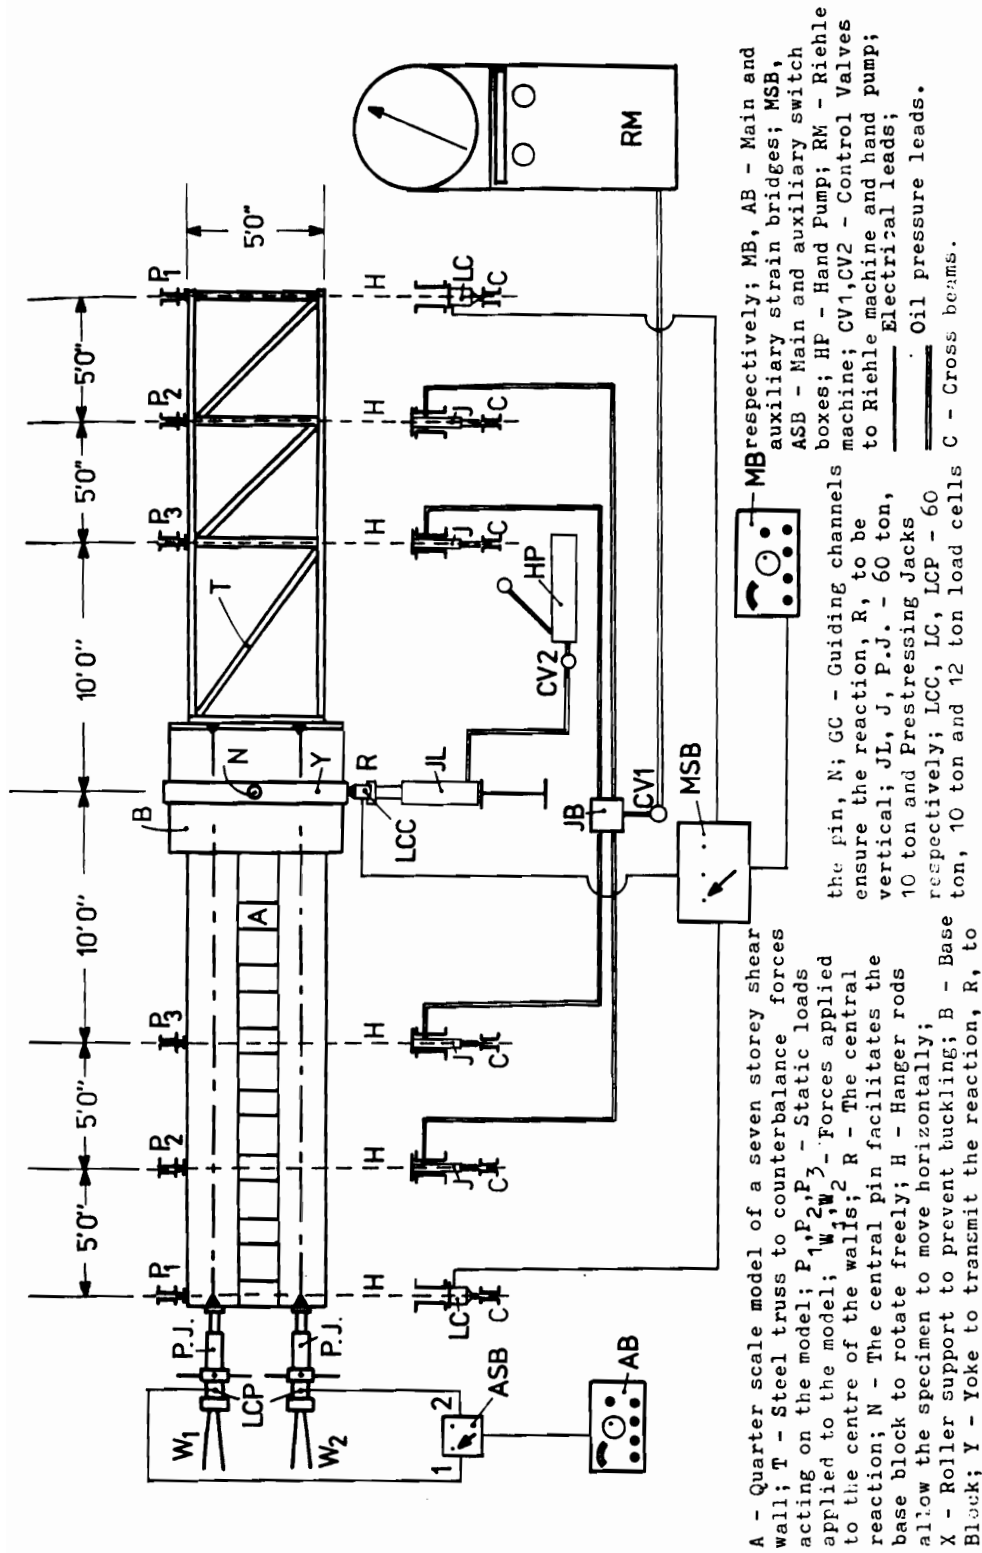 5'0" 5'0" 10'0" 10'0" 5'0" 5'0"
P1 P2 P3 P3 P2 P1
5'0"
B
N
T
A
Y
R
P.J.
P.J.
W1
W2
LCP
H H H H H H
LCC
JL
LC J J J J LC
C C C C C C
1 2
ASB
AB
JB
CV1
CV2
HP
MSB
MB
RM
A - Quarter scale model of a seven storey shear
wall; T - Steel truss to counterbalance forces
acting on the model; P1,P2,P3 - Static loads
applied to the model; W1,W2 - Forces applied
to the centre of the walls; R - The central
reaction; N - The central pin facilitates the
base block to rotate freely; H - Hanger rods
allow the specimen to move horizontally;
X - Roller support to prevent buckling; B - Base
Block; Y - Yoke to transmit the reaction, R, to
the pin, N; GC - Guiding channels
ensure the reaction, R, to be
vertical; JL, J, P.J. - 60 ton,
10 ton and Pistressing Jacks
respectively; LCC, LC, LCP - 60
ton, 10 ton and 12 ton load cells
respectively; MB, AB - Main and
auxiliary strain bridges; MSB,
ASB - Main and auxiliary switch
boxes; HP - Hand Pump; RM - Riehle
machine; CV1,CV2 - Control Valves
to Riehle machine and hand pump;
Electrical leads;
Oil pressure leads.
C - Cross beams.